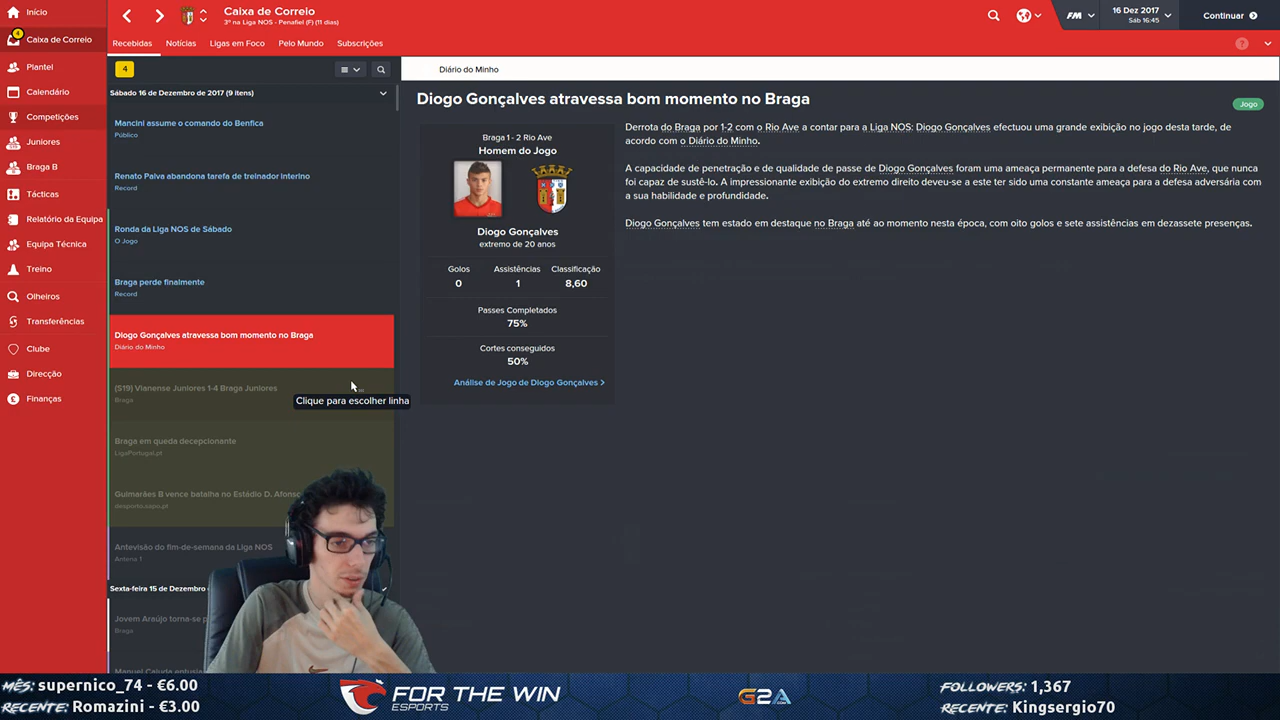 Início
Caixa de Correio
3º na Liga NOS - Penafiel (F) (11 dias)
FM
16 Dez 2017
Sáb 16:45
Continuar
4
Caixa de Correio
Recebidas
Notícias
Ligas em Foco
Pelo Mundo
Subscrições
Plantel
Calendário
Competições
Juniores
Braga B
Tácticas
Relatório da Equipa
Equipa Técnica
Treino
Olheiros
Transferências
Clube
Direcção
Finanças
4
Sábado 16 de Dezembro de 2017 (9 itens)
Mancini assume o comando do Benfica
Público
Renato Paiva abandona tarefa de treinador interino
Record
Ronda da Liga NOS de Sábado
O Jogo
Braga perde finalmente
Record
Diogo Gonçalves atravessa bom momento no Braga
Diário do Minho
(S19) Vianense Juniores 1-4 Braga Juniores
Braga
Clique para escolher linha
Braga em queda decepcionante
LigaPortugal.pt
Guimarães B vence batalha no Estádio D. Afonso
desporto.sapo.pt
Antevisão do fim-de-semana da Liga NOS
Antena 1
Sexta-feira 15 de Dezembro
Jovem Araújo torna-se
Braga
Manuel Cajuda
Diário do Minho
Diogo Gonçalves atravessa bom momento no Braga
Jogo
Braga 1 - 2 Rio Ave
Homem do Jogo
Diogo Gonçalves
extremo de 20 anos
Golos Assistências Classificação
0 1 8,60
Passes Completados
75%
Cortes conseguidos
50%
Análise de Jogo de Diogo Gonçalves
Derrota do Braga por 1-2 com o Rio Ave a contar para a Liga NOS: Diogo Gonçalves efectuou uma grande exibição no jogo desta tarde, de
acordo com o Diário do Minho.
A capacidade de penetração e de qualidade de passe de Diogo Gonçalves foram uma ameaça permanente para a defesa do Rio Ave, que nunca
foi capaz de sustê-lo. A impressionante exibição do extremo direito deveu-se a este ter sido uma constante ameaça para a defesa adversária com
a sua habilidade e profundidade.
Diogo Gonçalves tem estado em destaque no Braga até ao momento nesta época, com oito golos e sete assistências em dezassete presenças.
MÊS: supernico_74 - €6.00
RECENTE: Romazini - €3.00
FOR THE WIN
ESPORTS
G2A
.COM
FOLLOWERS: 1,367
RECENTE: Kingsergio70